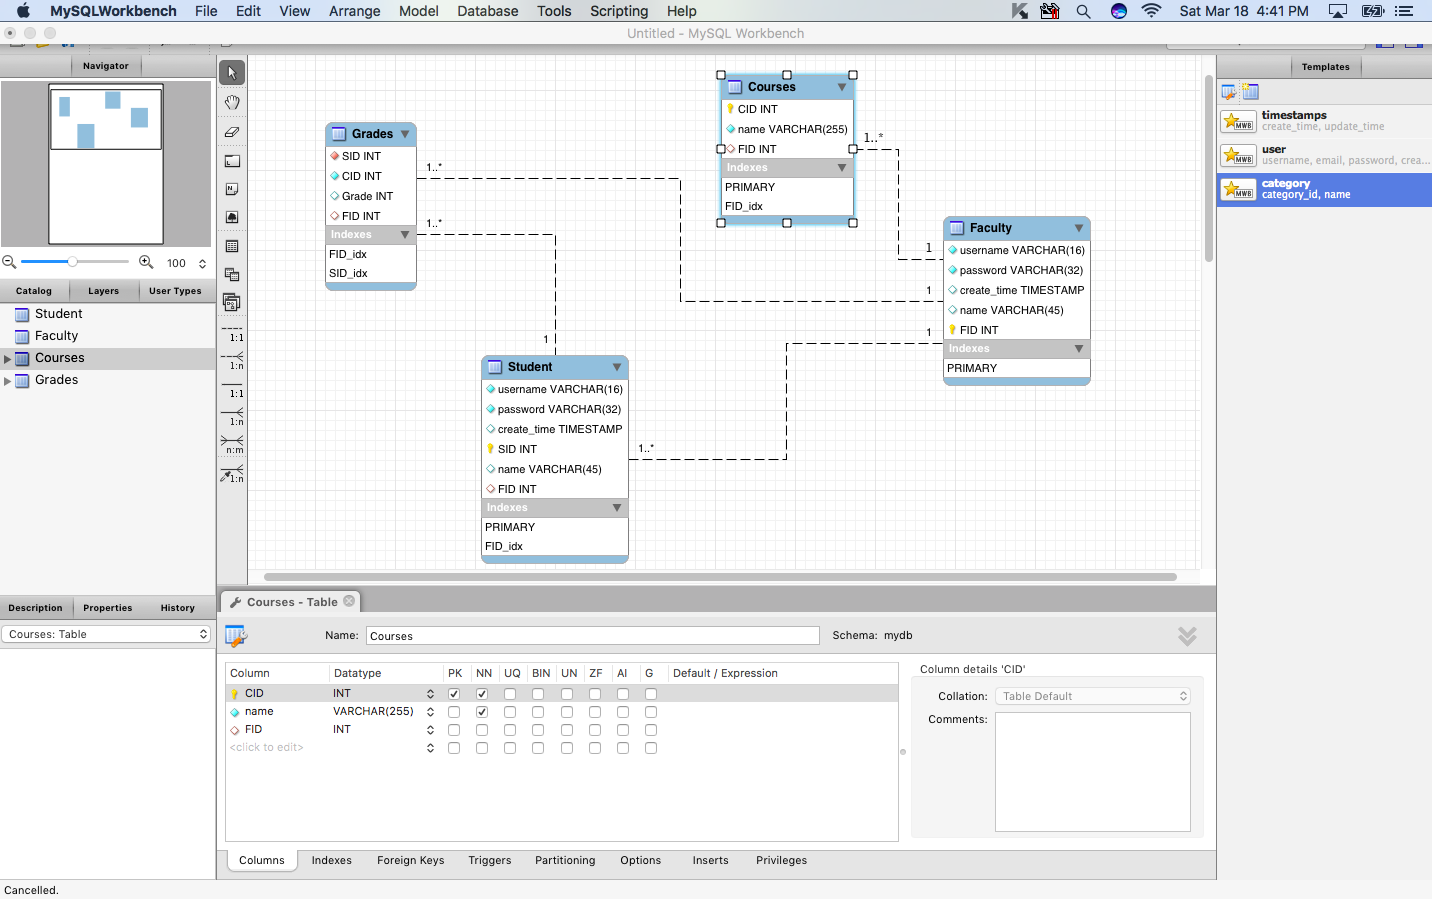 MySQLWorkbench File Edit View Arrange Model Database Tools Scripting Help Sat Mar 18 4:41 PM
Untitled - MySQL Workbench
Navigator
100
Catalog Layers User Types
Student
Faculty
Courses
Grades
Description Properties History
Courses: Table
Cancelled.
1:1
1:n
1:1
1:n
n:m
1:n
Grades
SID INT
CID INT
Grade INT
FID INT
Indexes
FID_idx
SID_idx
1..*
1..*
1
Courses
CID INT
name VARCHAR(255)
FID INT
Indexes
PRIMARY
FID_idx
1..*
1
1
1
Faculty
username VARCHAR(16)
password VARCHAR(32)
create_time TIMESTAMP
name VARCHAR(45)
FID INT
Indexes
PRIMARY
Student
username VARCHAR(16)
password VARCHAR(32)
create_time TIMESTAMP
SID INT
name VARCHAR(45)
FID INT
Indexes
PRIMARY
FID_idx
1..*
Templates
timestamps
create_time, update_time
MWB
user
username, email, password, crea...
MWB
category
category_id, name
MWB
Courses - Table
Name: Courses Schema: mydb
Column Datatype PK NN UQ BIN UN ZF AI G Default / Expression
CID INT
name VARCHAR(255)
FID INT
<click to edit>
Column details 'CID'
Collation: Table Default
Comments:
Columns Indexes Foreign Keys Triggers Partitioning Options Inserts Privileges